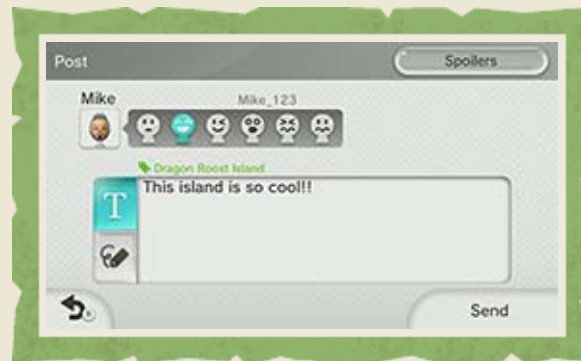 Post
Spoilers
Mike
Mike_123
Dragon Roost Island
This island is so cool!!
T
Send